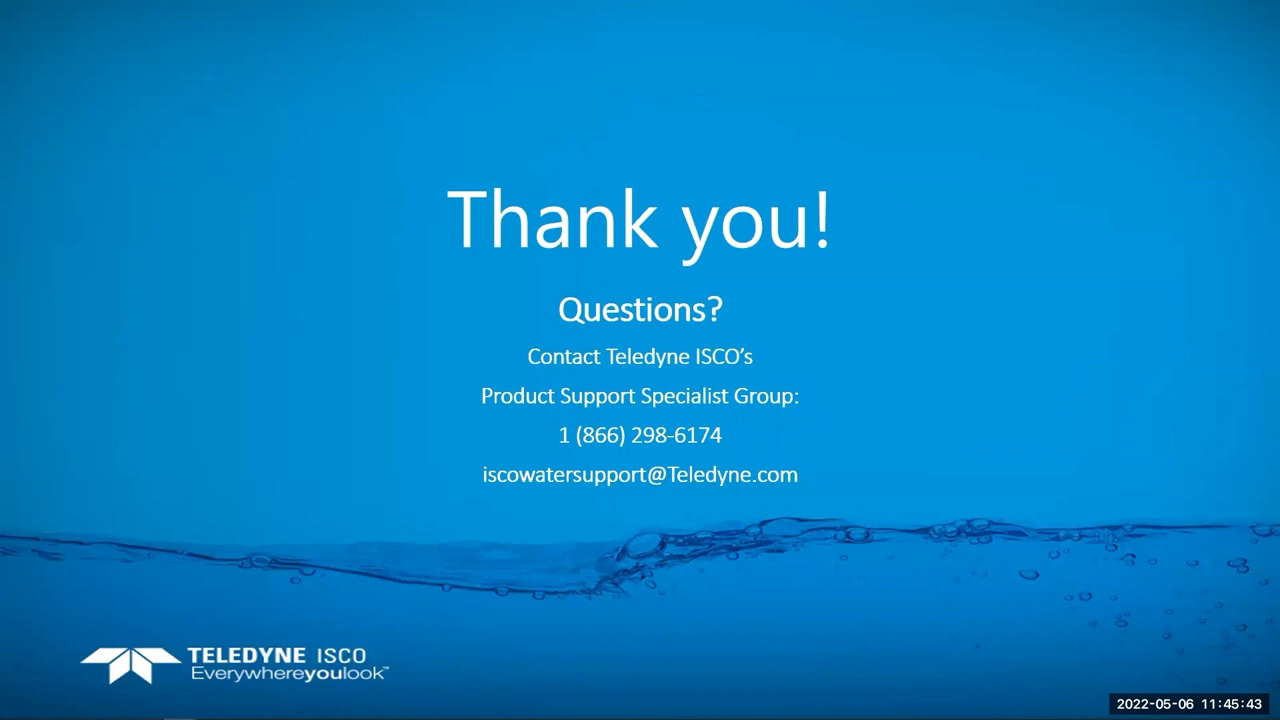 Thank you!
Questions?
Contact Teledyne ISCO’s
Product Support Specialist Group:
1 (866) 298-6174
iscowatersupport@Teledyne.com
TELEDYNE ISCO
Everywhereyoulook™
2022-05-06 11:45:43